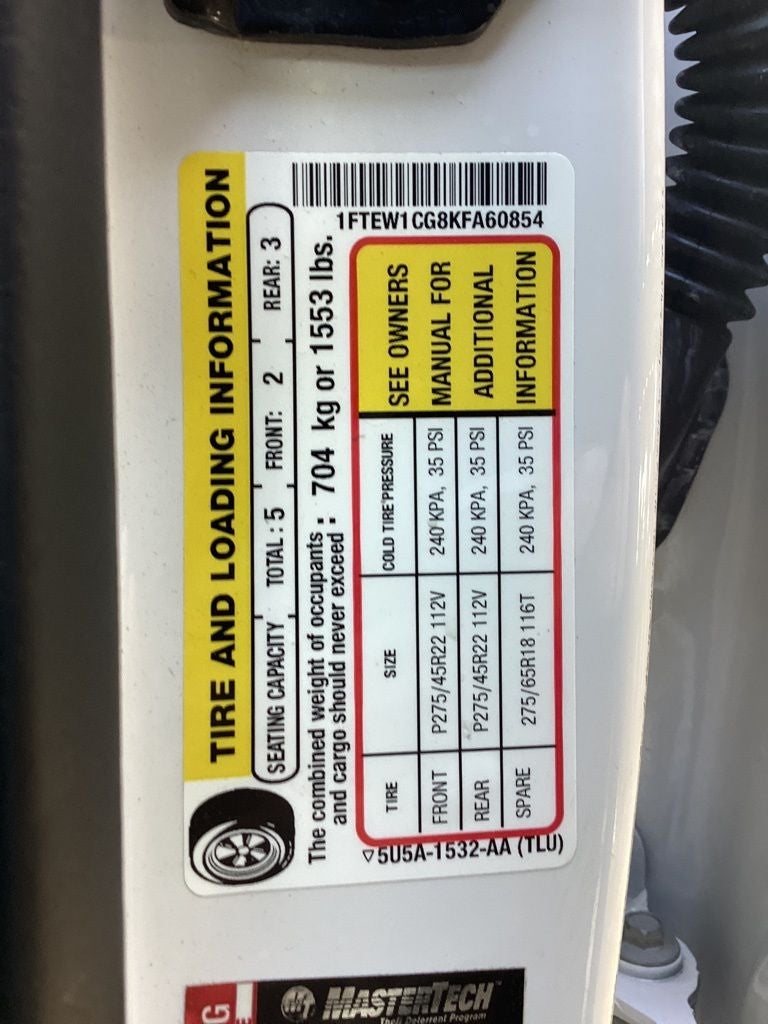 TIRE AND LOADING INFORMATION
SEATING CAPACITY TOTAL : 5 FRONT: 2 REAR: 3
The combined weight of occupants : 704 kg or 1553 lbs.
and cargo should never exceed :
1FTEW1CG8KFA60854
TIRE SIZE COLD TIRE PRESSURE SEE OWNERS
FRONT P275/45R22 112V 240 KPA, 35 PSI MANUAL FOR
REAR P275/45R22 112V 240 KPA, 35 PSI ADDITIONAL
SPARE 275/65R18 116T 240 KPA, 35 PSI INFORMATION
▽5U5A-1532-AA (TLU)
MASTERTECH
Theft Deterrent Program